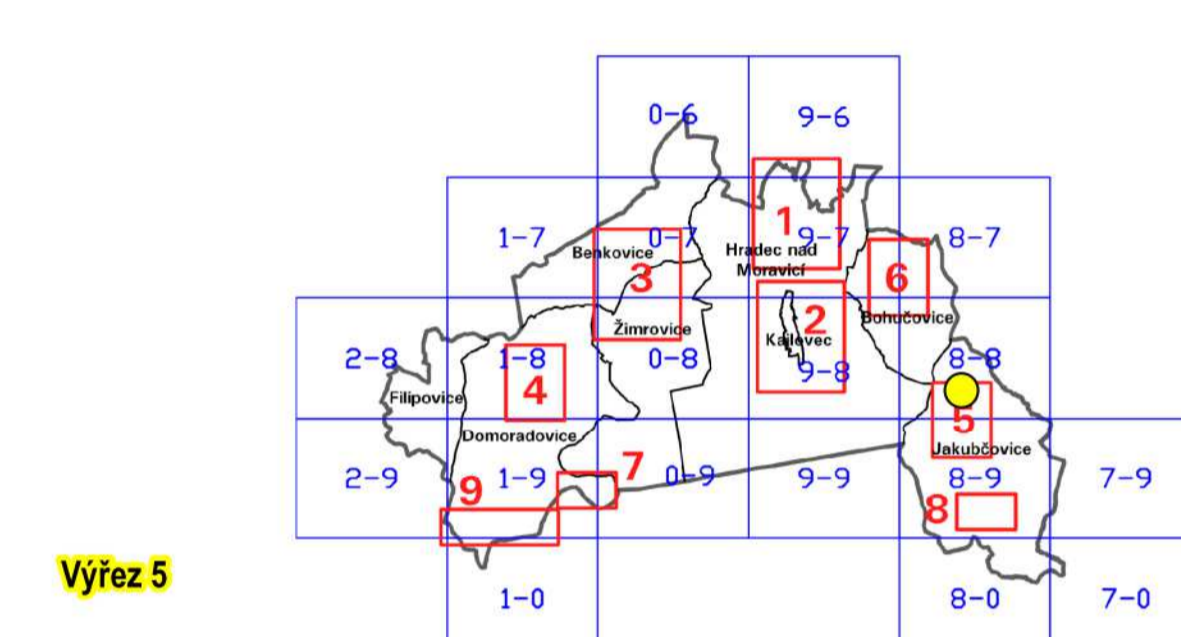 0-6
9-6
1-7
0-7
1
9-7
8-7
Benkovice
Hradec nad
Moravicí
3
6
2-8
1-8
Žimrovice
0-8
2
Kajlovec
9-8
Bohučovice
8-8
Filipovice
4
5
Domoradovice
Jakubčovice
2-9
9
1-9
7
0-9
9-9
8-9
7-9
8
Výřez 5
1-0
8-0
7-0